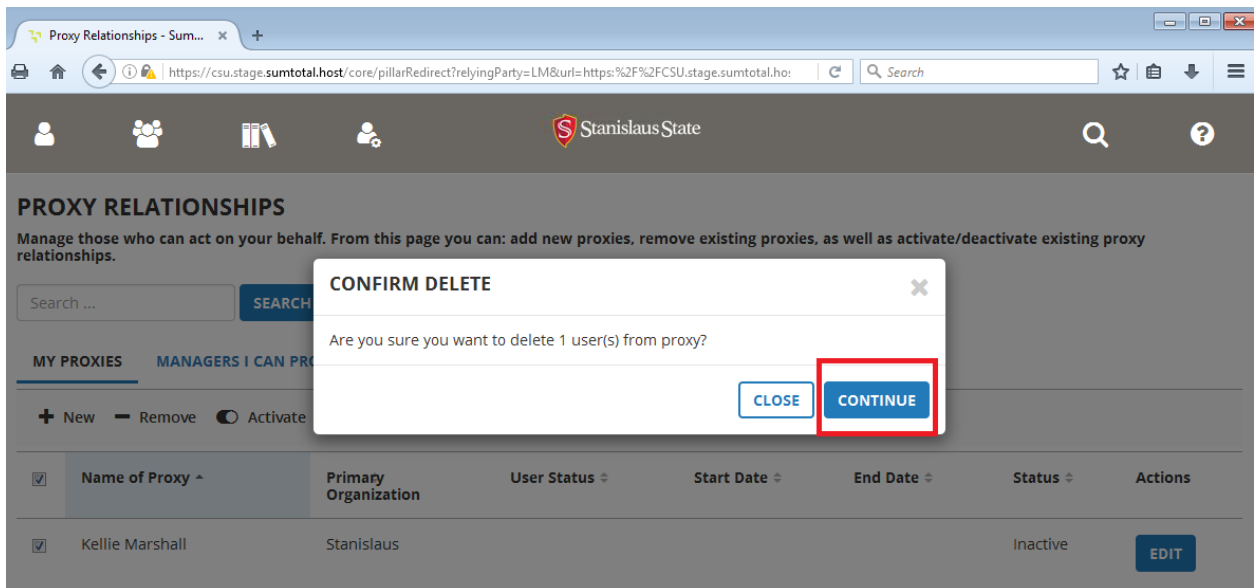 Proxy Relationships - Sum...
https://csu.stage.sumtotal.host/core/pillarRedirect?relyingParty=LM&url=https:%2F%2FCSU.stage.sumtotal.ho:
Search
S Stanislaus State
PROXY RELATIONSHIPS
Manage those who can act on your behalf. From this page you can: add new proxies, remove existing proxies, as well as activate/deactivate existing proxy
relationships.
Search ...
SEARCH
CONFIRM DELETE
Are you sure you want to delete 1 user(s) from proxy?
CLOSE CONTINUE
MY PROXIES MANAGERS I CAN PRO
New Remove Activate
Name of Proxy Primary Organization User Status Start Date End Date Status Actions
Kellie Marshall Stanislaus Inactive EDIT